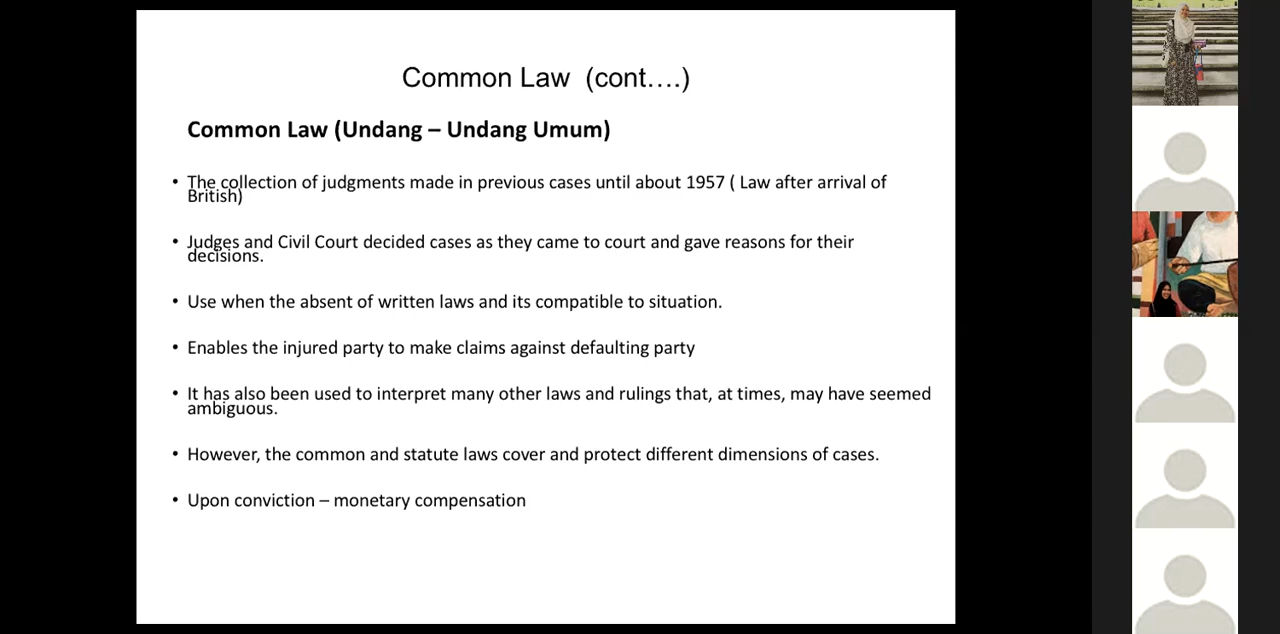 Common Law  (cont….)
Common Law (Undang – Undang Umum)
• The collection of judgments made in previous cases until about 1957 ( Law after arrival of
British)
• Judges and Civil Court decided cases as they came to court and gave reasons for their
decisions.
• Use when the absent of written laws and its compatible to situation.
• Enables the injured party to make claims against defaulting party
• It has also been used to interpret many other laws and rulings that, at times, may have seemed
ambiguous.
• However, the common and statute laws cover and protect different dimensions of cases.
• Upon conviction – monetary compensation